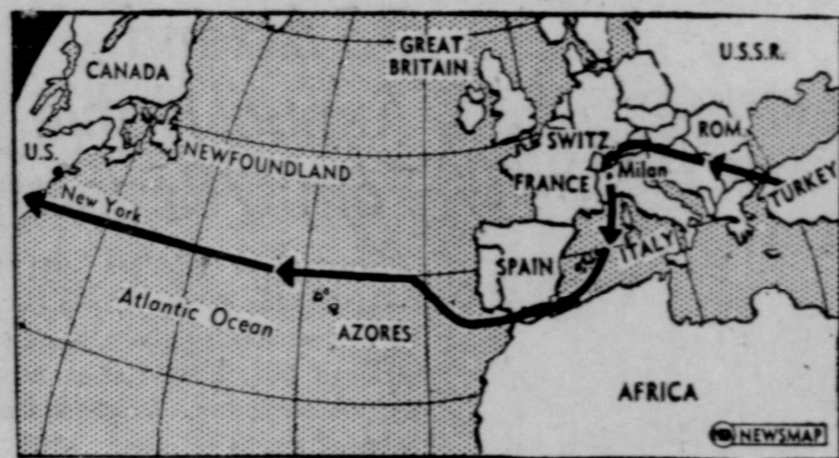 GREAT
BRITAIN
U.S.S.R.
CANADA
SWITZ.
ROM.
U.S.
NEWFOUNDLAND
Milan
FRANCE
TURKEY
New York
ITALY
SPAIN
Atlantic Ocean
AZORES
AFRICA
NEWSMAP